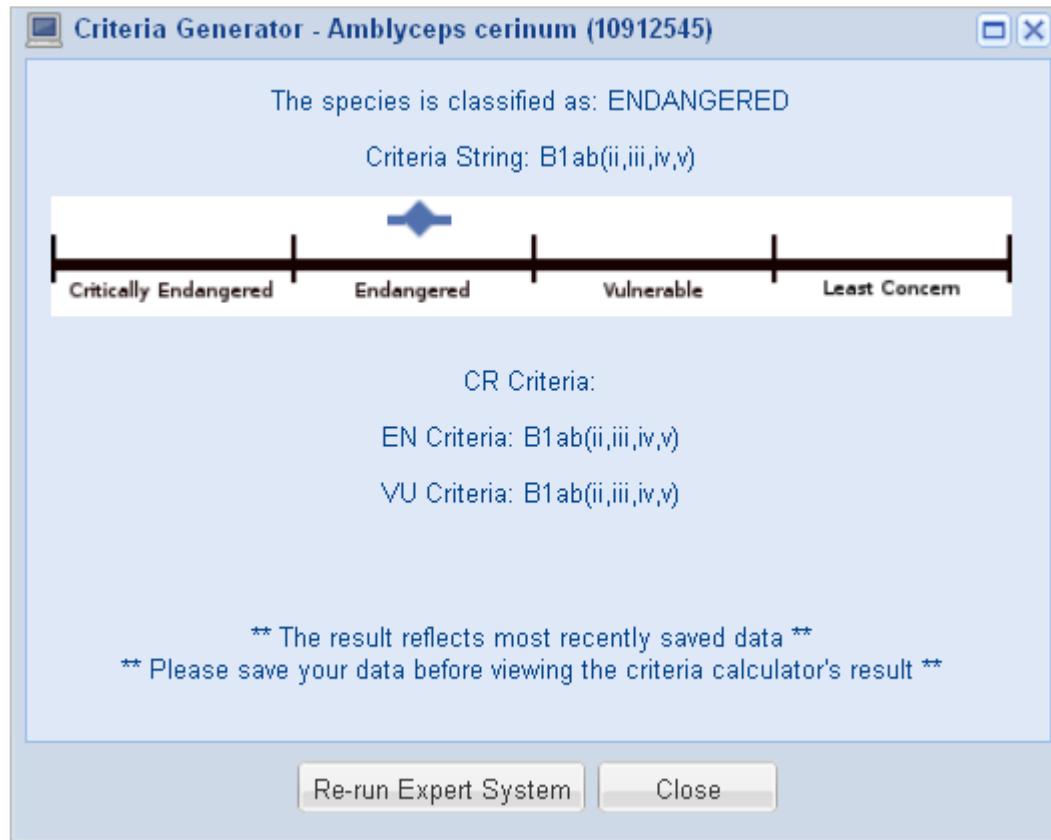 Criteria Generator - Amblyceps cerinum (10912545)
The species is classified as: ENDANGERED
Criteria String: B1ab(ii,iii,iv,v)
Critically Endangered Endangered Vulnerable Least Concern
CR Criteria:
EN Criteria: B1ab(ii,iii,iv,v)
VU Criteria: B1ab(ii,iii,iv,v)
** The result reflects most recently saved data **
** Please save your data before viewing the criteria calculator's result **
Re-run Expert System Close